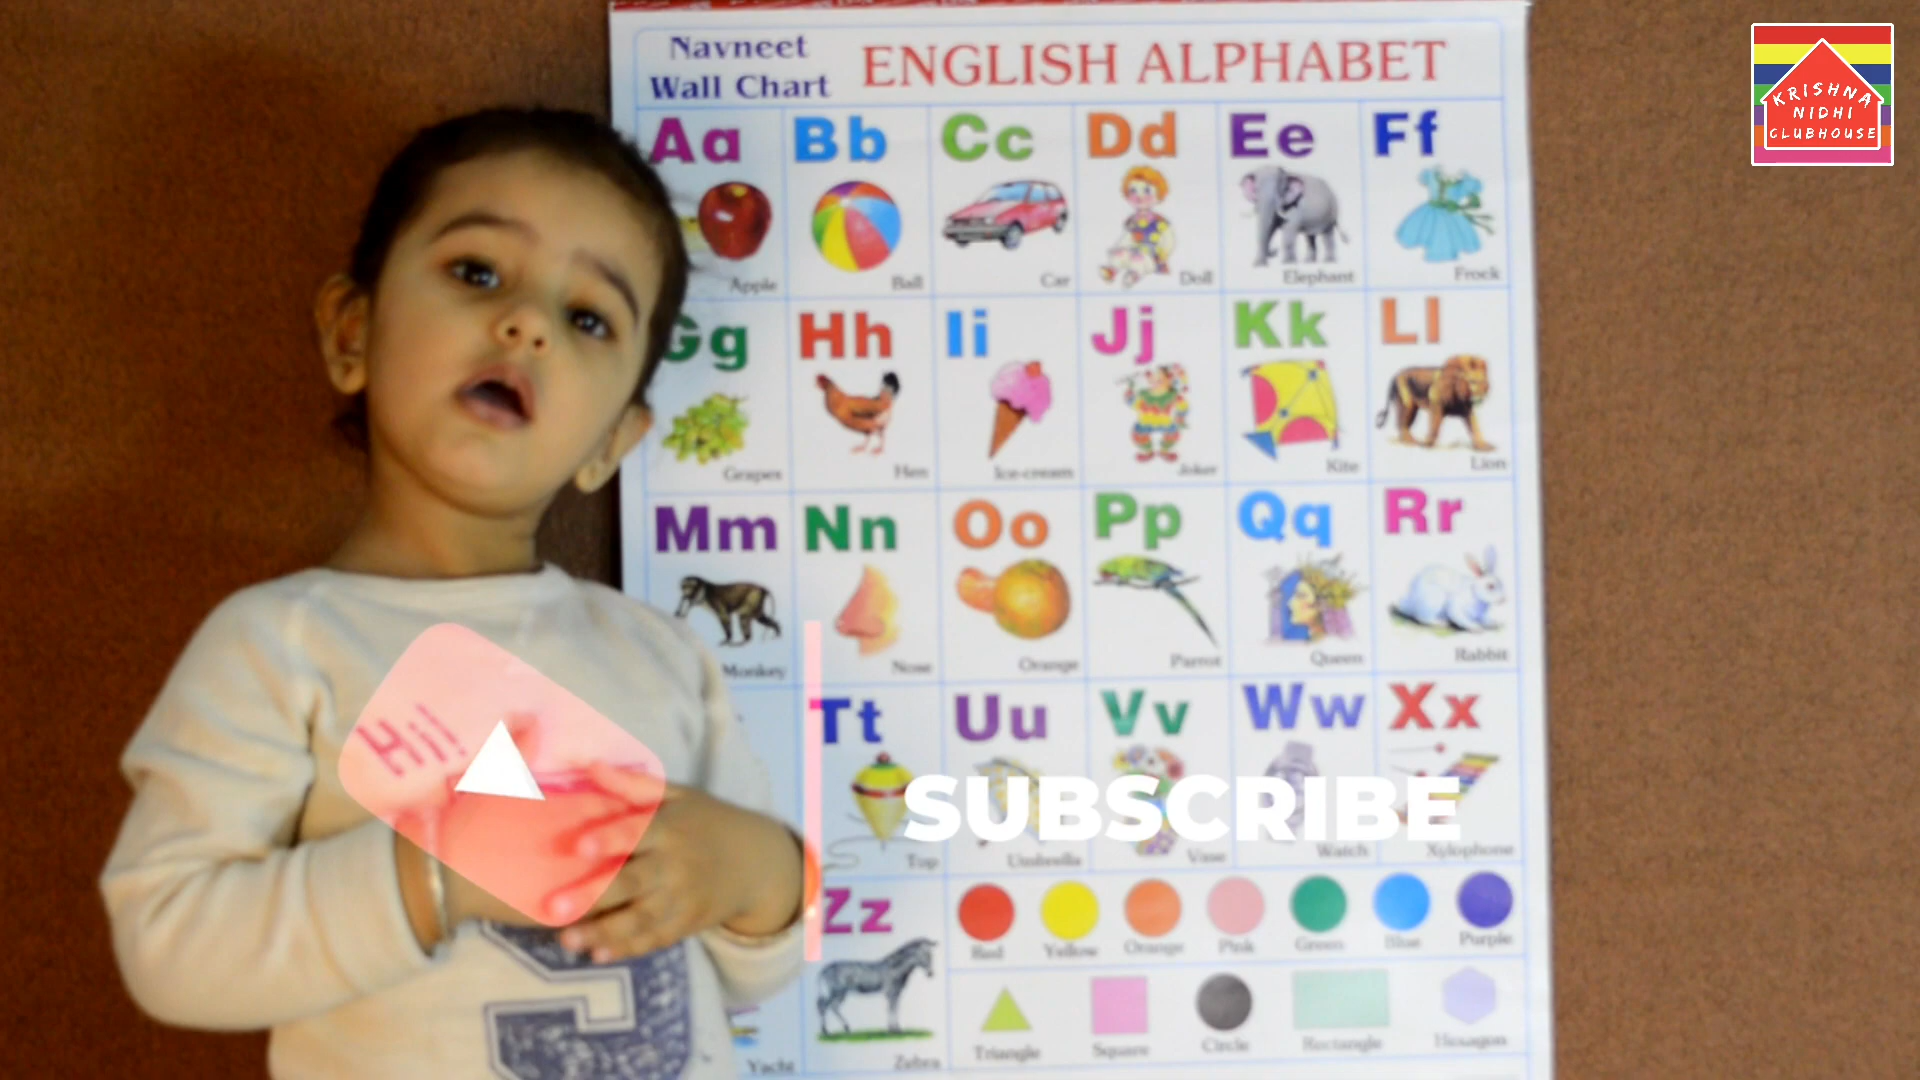 Navneet
Wall Chart
ENGLISH ALPHABET
KRISHNA
NIDHI
CLUBHOUSE
Aa Bb Cc Dd Ee Ff
Apple Ball Car Doll Elephant Frock
Gg Hh Ii Jj Kk Ll
Grapes Hen Ice-cream Joker Kite Lion
Mm Nn Oo Pp Qq Rr
Monkey Nose Orange Parrot Queen Rabbit
Tt Uu Vv Ww Xx
Hi!!
SUBSCRIBE
Top Umbrella Vase Watch Xylophone
Zz
Red Yellow Orange Pink Green Blue Purple
Triangle Square Circle Rectangle Hexagon
Yacht Zebra